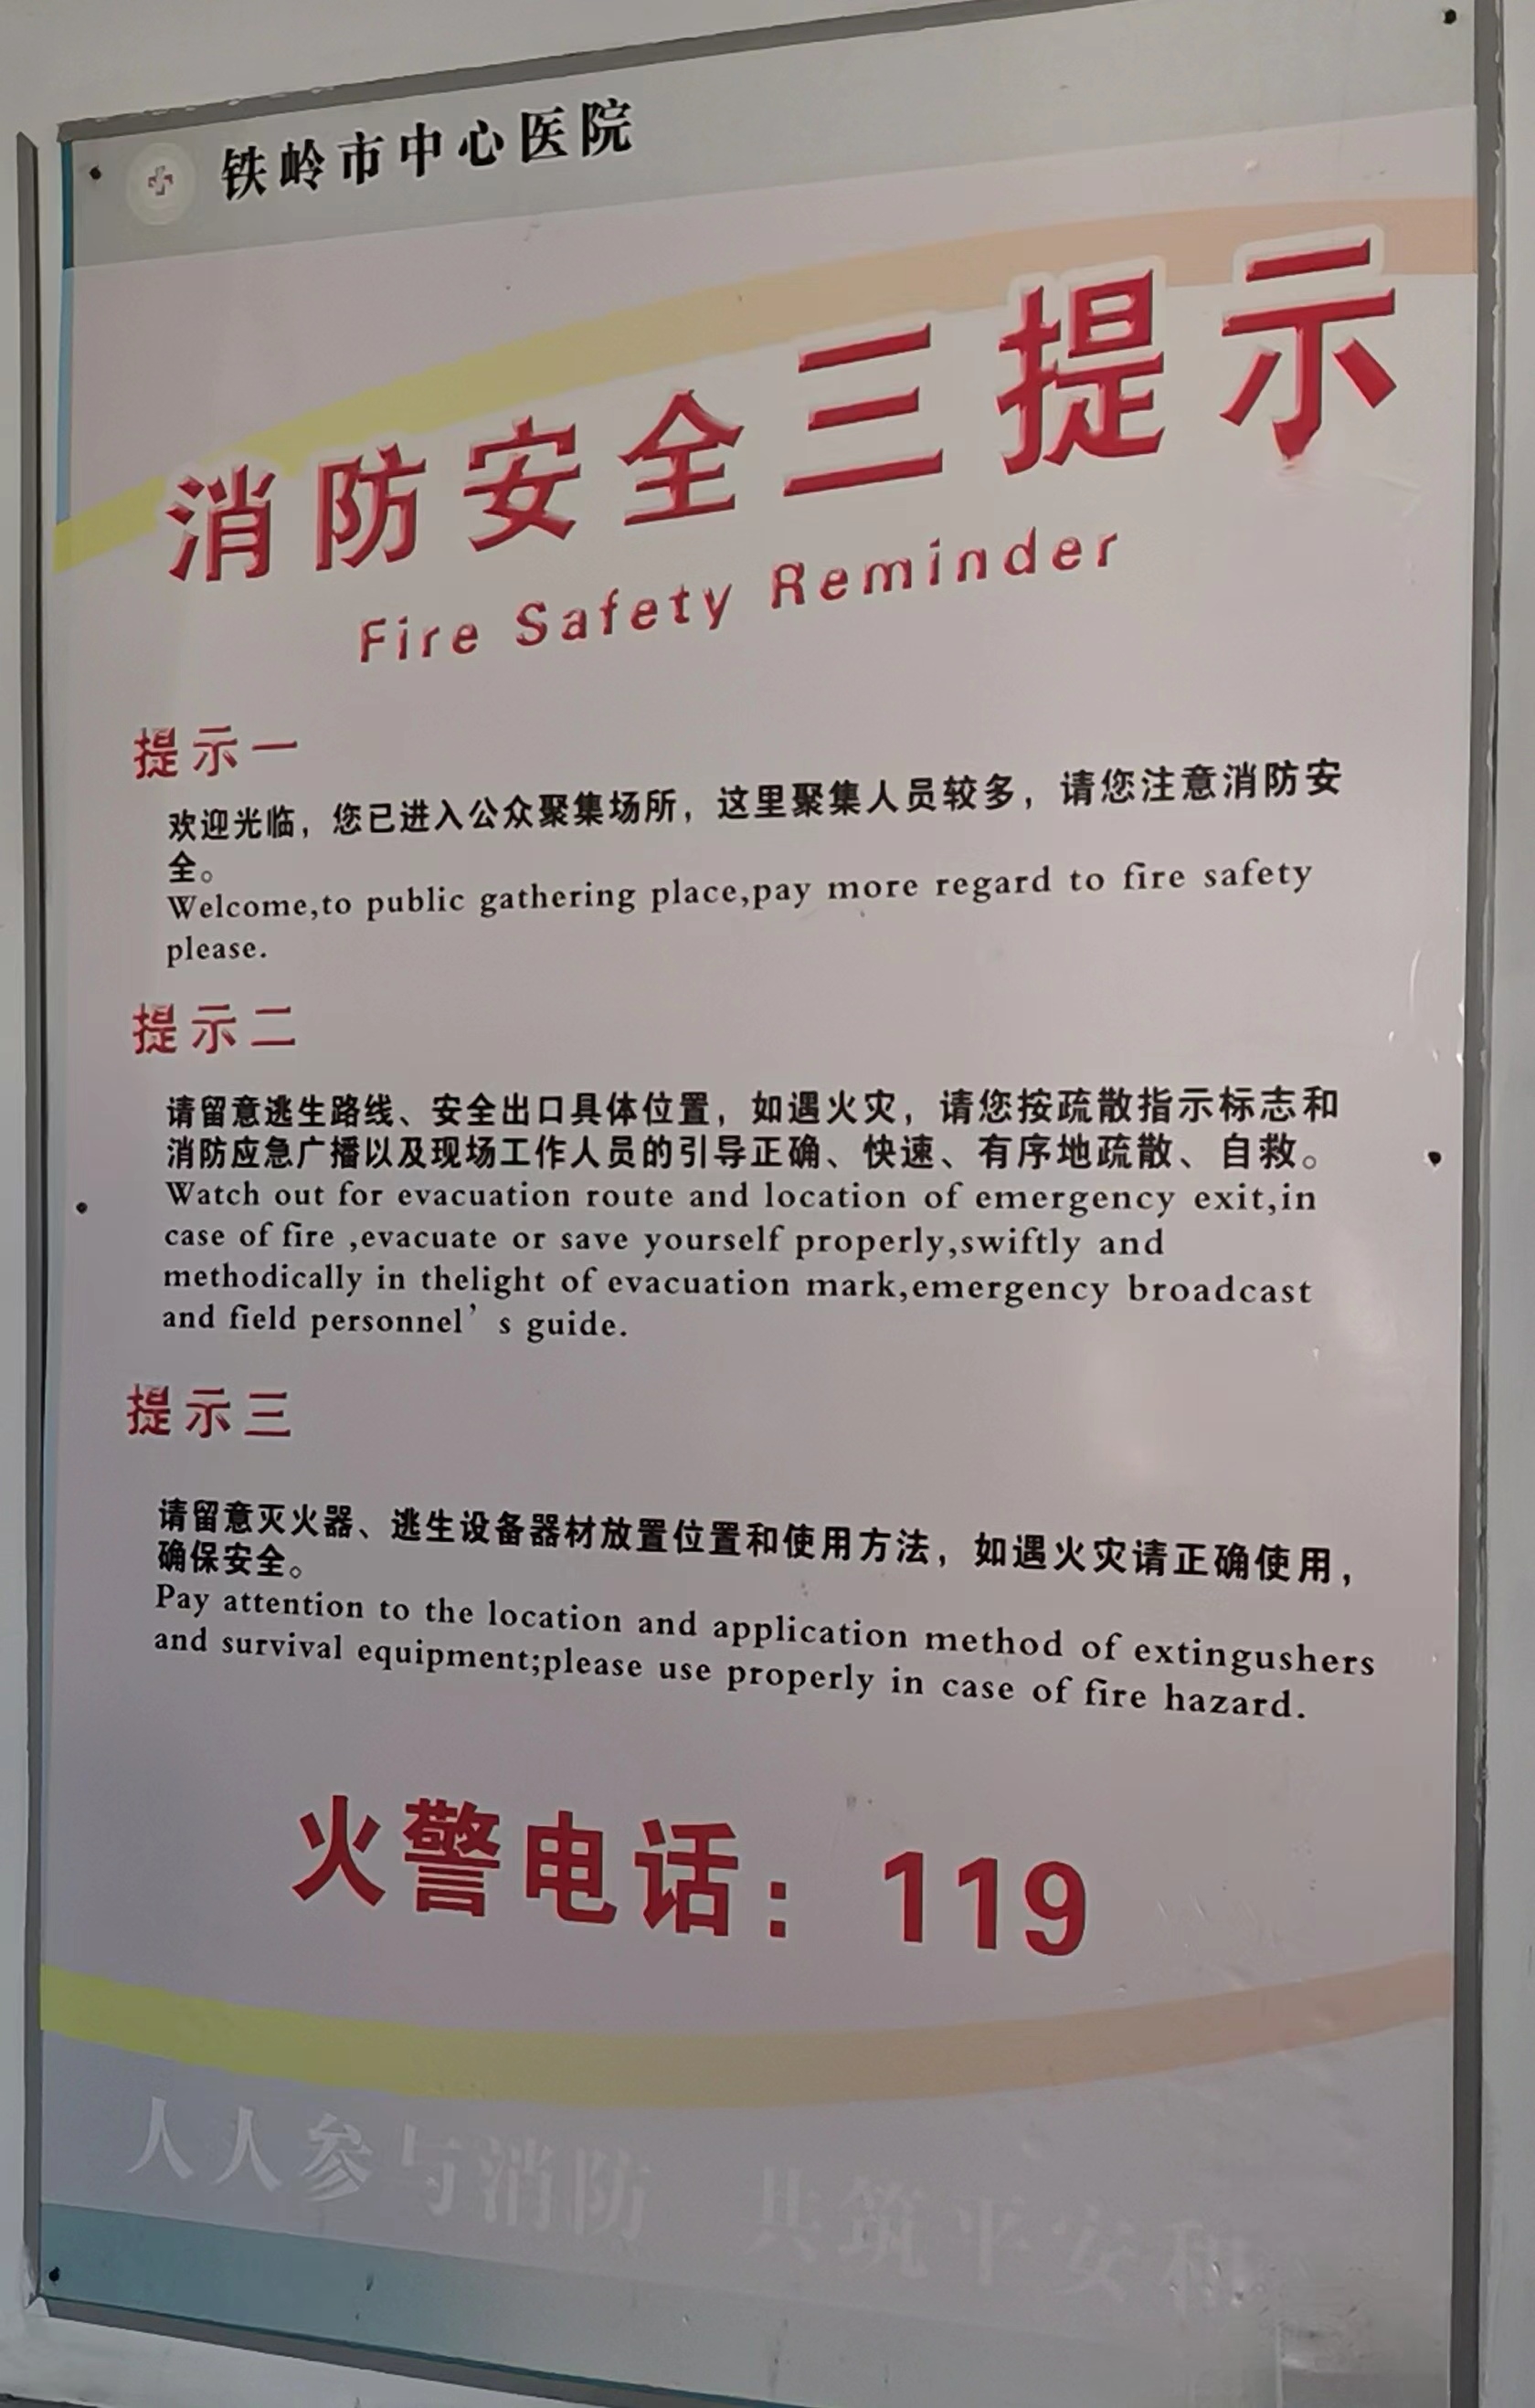 铁岭市中心医院
消防安全三提示
Fire Safety Reminder
提示一
欢迎光临，您已进入公众聚集场所，这里聚集人员较多，请您注意消防安
全。
Welcome,to public gathering place,pay more regard to fire safety
please.
提示二
请留意逃生路线、安全出口具体位置，如遇火灾，请您按疏散指示标志和
消防应急广播以及现场工作人员的引导正确、快速、有序地疏散、自救。
Watch out for evacuation route and location of emergency exit,in
case of fire ,evacuate or save yourself properly,swiftly and
methodically in thelight of evacuation mark,emergency broadcast
and field personnel’s guide.
提示三
请留意灭火器、逃生设备器材放置位置和使用方法，如遇火灾请正确使用，
确保安全。
Pay attention to the location and application method of extingushers
and survival equipment;please use properly in case of fire hazard.
火警电话：119
人人参与消防 共筑平安和